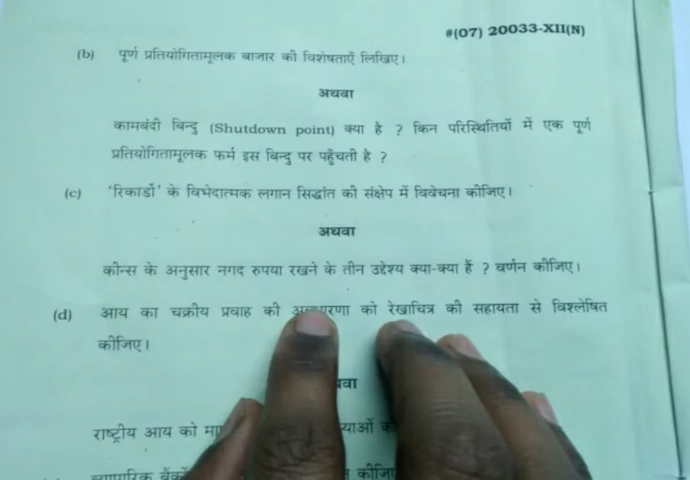 #(07) 20033-XII(N)
(b) पूर्ण प्रतियोगितामूलक बाजार की विशेषताएँ लिखिए।
अथवा
कामबंदी बिन्दु (Shutdown point) क्या है ? किन परिस्थितियों में एक पूर्ण
प्रतियोगितामूलक फर्म इस बिन्दु पर पहुँचती है ?
(c) 'रिकार्डो' के विभेदात्मक लगान सिद्धांत की संक्षेप में विवेचना कीजिए।
अथवा
कीन्स के अनुसार नगद रुपया रखने के तीन उद्देश्य क्या-क्या हैं ? वर्णन कीजिए।
(d) आय का चक्रीय प्रवाह की को रेखाचित्र की सहायता से विश्लेषित
कीजिए।
राष्ट्रीय आय को